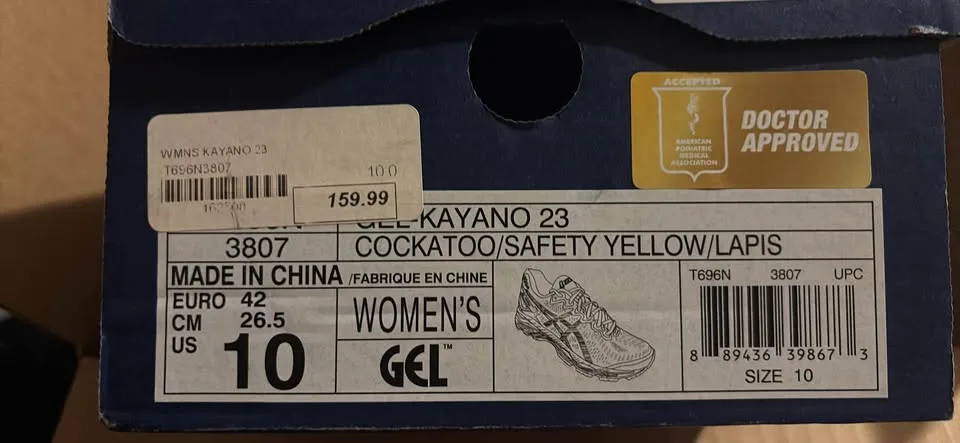 ACCEPTED
AMERICAN
PODIATRIC
MEDICAL
ASSOCIATION
DOCTOR
APPROVED
WMNS KAYANO 23
T696N3807
10.0
159.99
GEL-KAYANO 23
3807
COCKATOO/SAFETY YELLOW/LAPIS
MADE IN CHINA /FABRIQUE EN CHINE
EURO 42
CM 26.5
US 10
WOMEN'S
GEL™
T696N 3807 UPC
8 89436 39867 3
SIZE 10